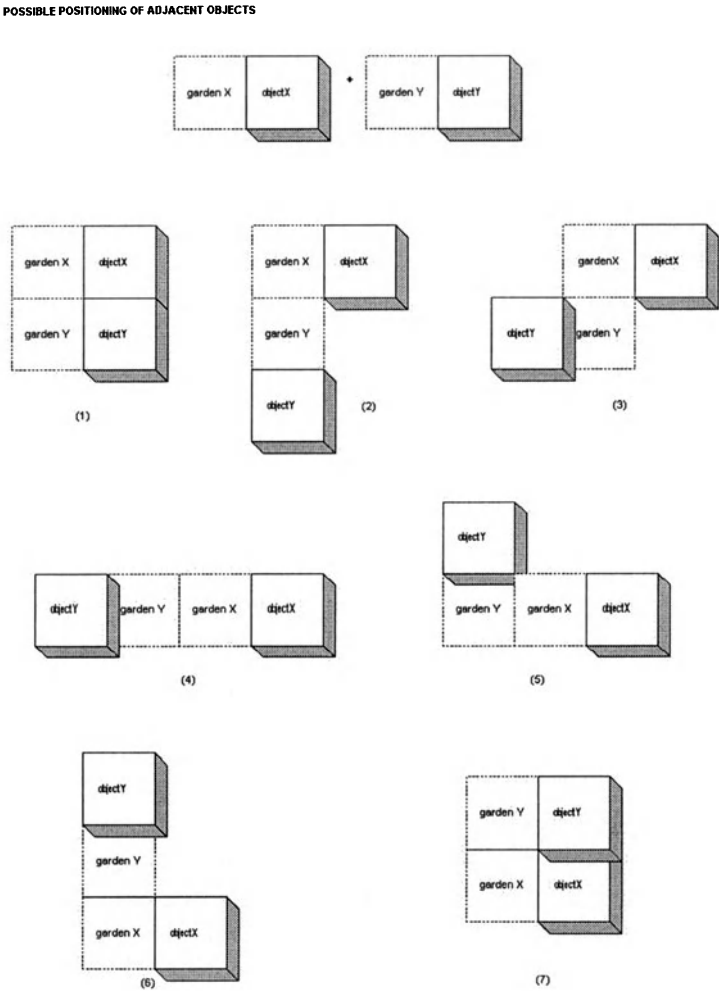 POSSIBLE POSITIONING OF ADJACENT OBJECTS
garden X objectX + garden Y objectY
garden X objectX
garden Y objectY
(1)
garden X objectX
garden Y
objectY
(2)
gardenX objectX
objectY garden Y
(3)
objectY garden Y garden X objectX
(4)
objectY
garden Y garden X objectX
(5)
objectY
garden Y
garden X objectX
(6)
garden Y objectY
garden X objectX
(7)